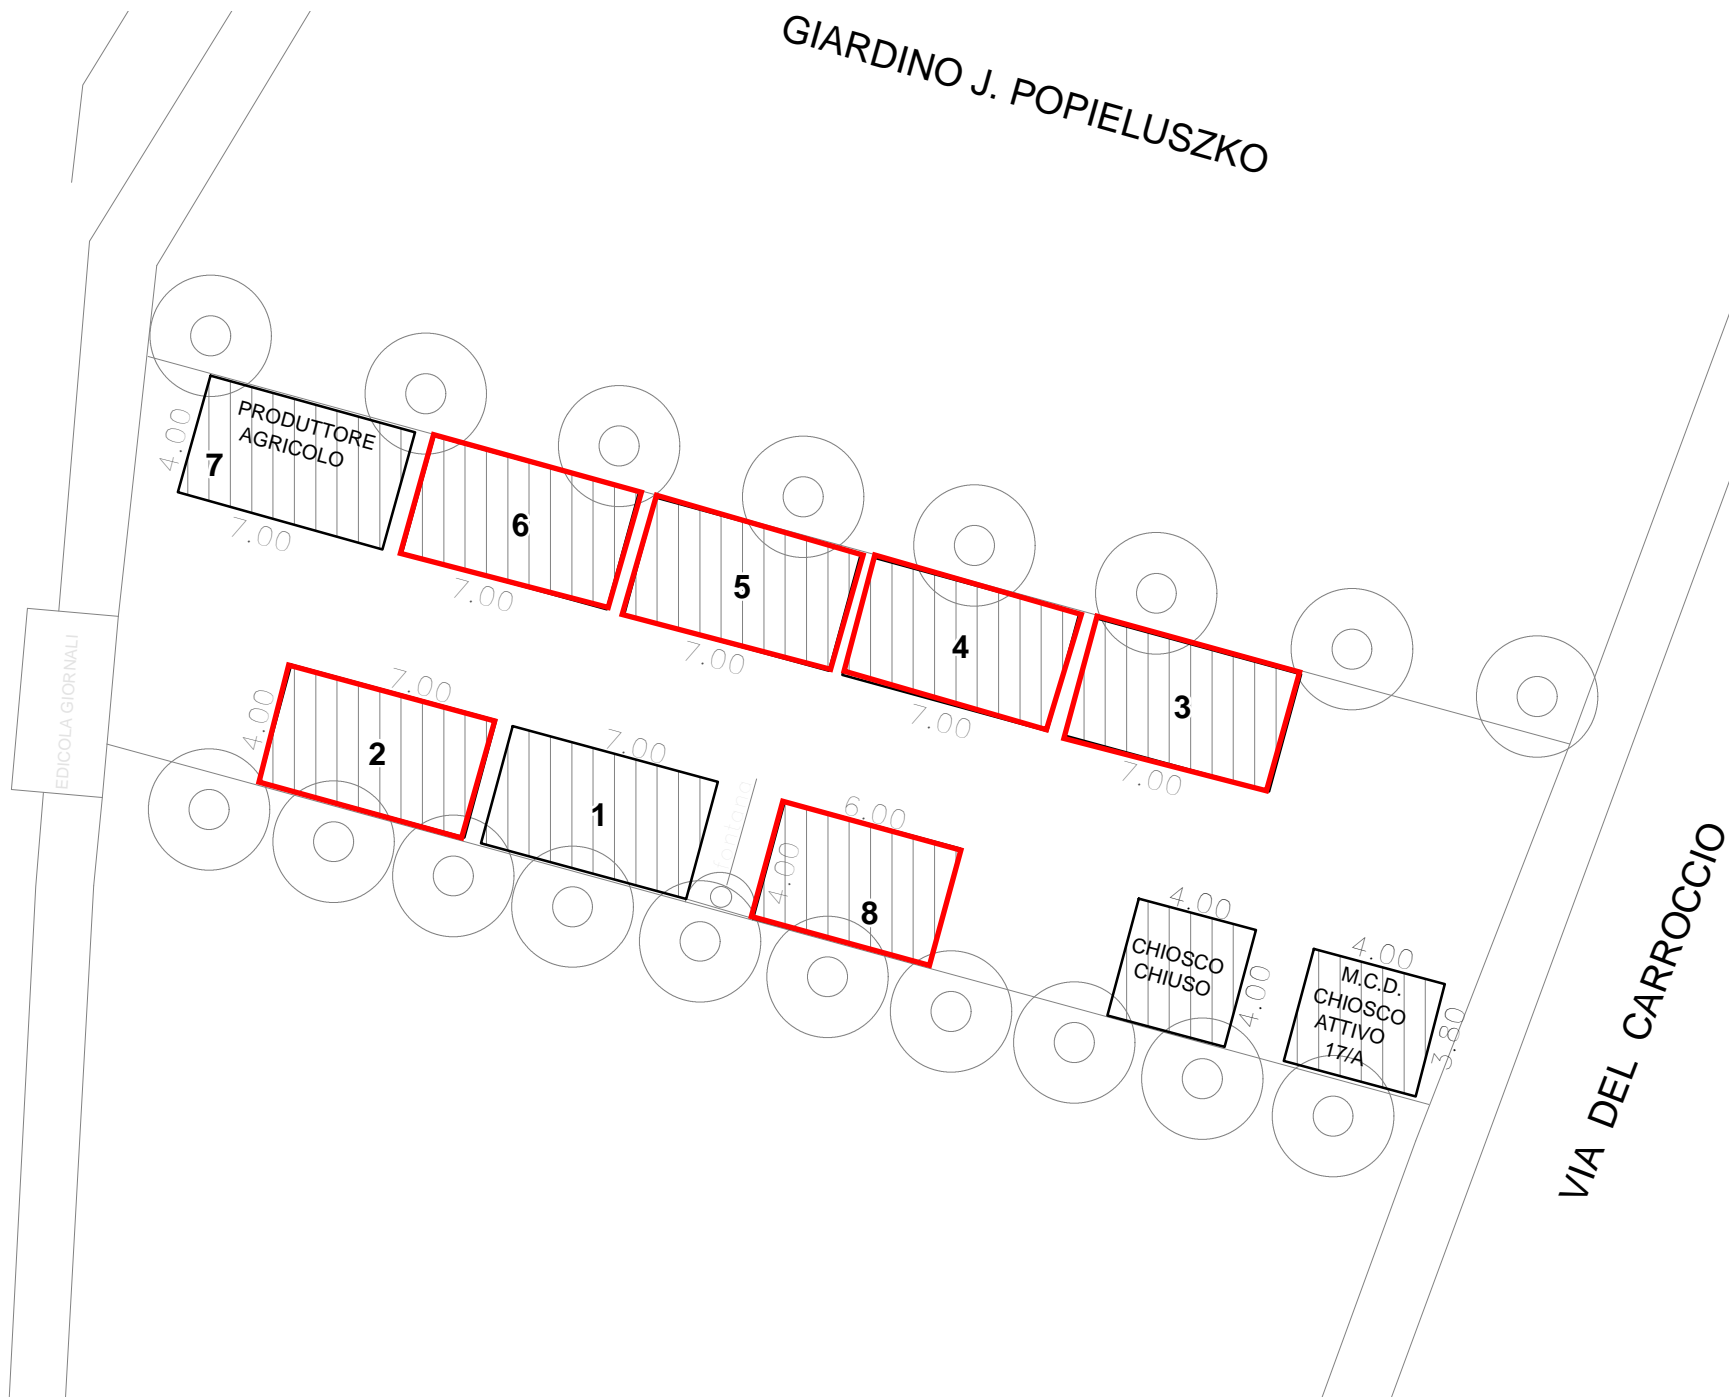 GIARDINO J. POPIELUSZKO
PRODUTTORE
AGRICOLO
7
4.00
7.00
6
7.00
5
7.00
4
7.00
3
7.00
EDICOLA GIORNALI
2
4.00
7.00
1
7.00
fontana
8
4.00
6.00
CHIOSCO
CHIUSO
4.00
4.00
M.C.D.
CHIOSCO
ATTIVO
17/A
4.00
3.80
VIA DEL CARROCCIO